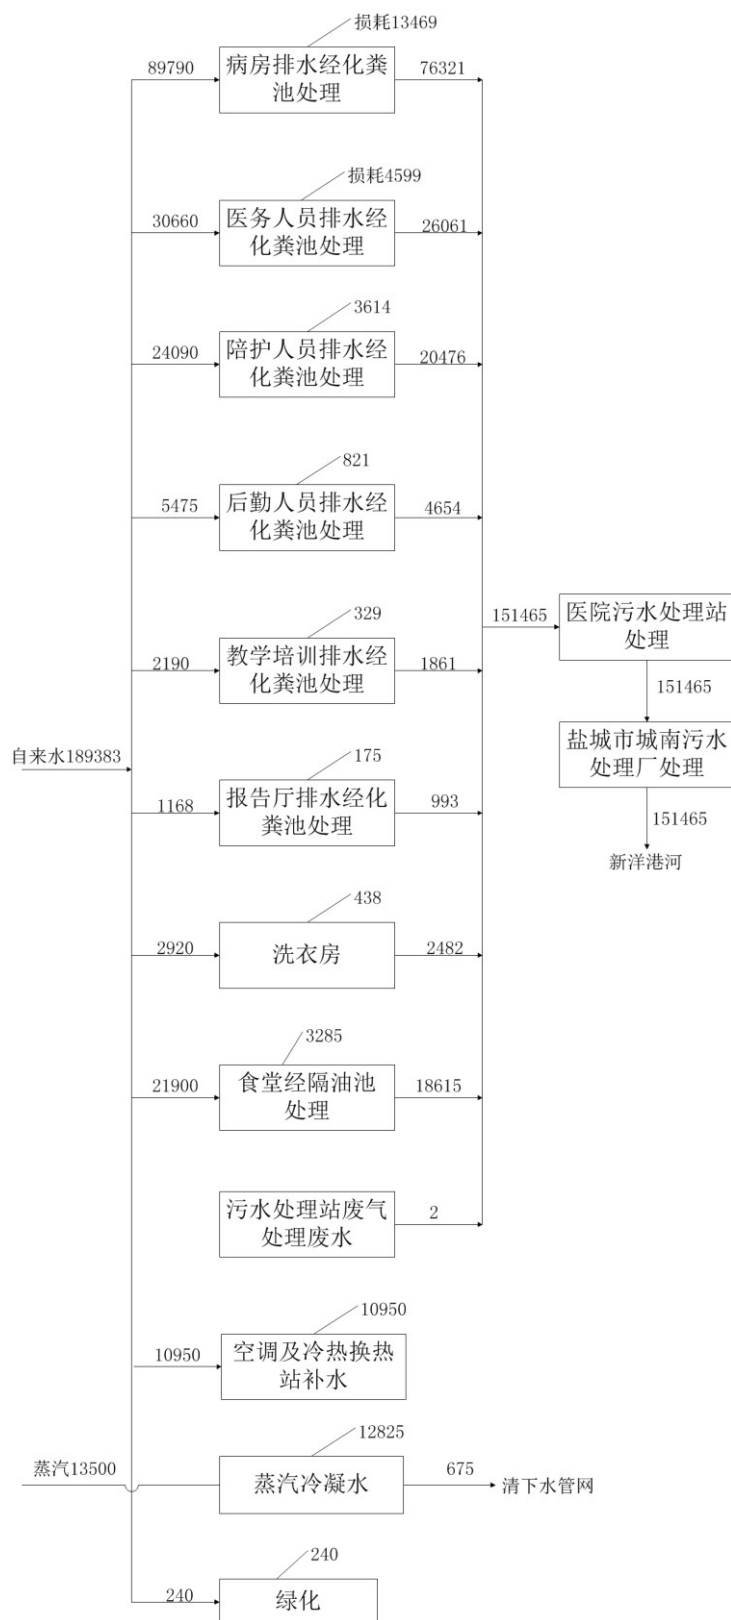 损耗13469
89790
病房排水经化粪
池处理
76321
损耗4599
30660
医务人员排水经
化粪池处理
26061
3614
24090
陪护人员排水经
化粪池处理
20476
821
5475
后勤人员排水经
化粪池处理
4654
151465
医院污水处理站
处理
329
2190
教学培训排水经
化粪池处理
1861
151465
自来水189383
盐城市城南污水
处理厂处理
175
1168
报告厅排水经化
粪池处理
993
151465
新洋港河
438
2920
洗衣房
2482
3285
21900
食堂经隔油池
处理
18615
污水处理站废气
处理废水
2
10950
10950
空调及冷热换热
站补水
12825
蒸汽13500
蒸汽冷凝水
675
清下水管网
240
240
绿化